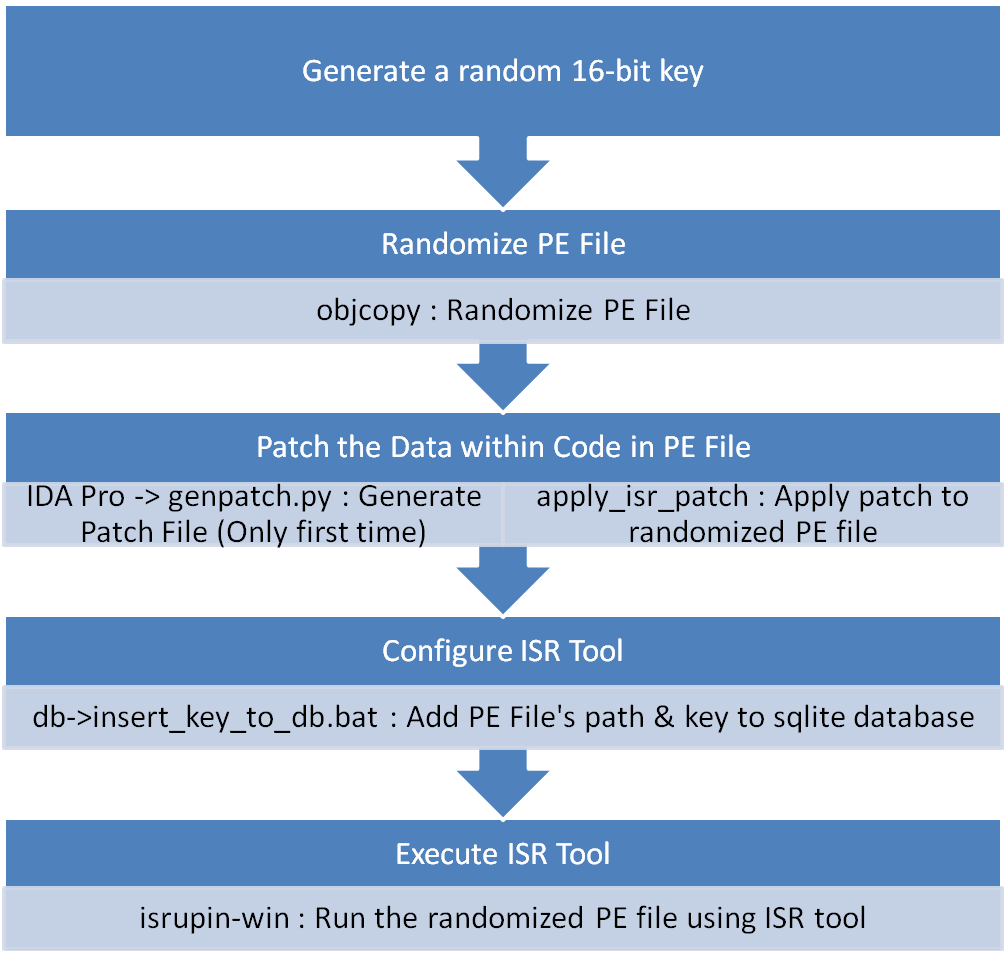 Generate a random 16-bit key
Randomize PE File
objcopy : Randomize PE File
Patch the Data within Code in PE File
IDA Pro -> genpatch.py : Generate
Patch File (Only first time)
apply_isr_patch : Apply patch to
randomized PE file
Configure ISR Tool
db->insert_key_to_db.bat : Add PE File's path & key to sqlite database
Execute ISR Tool
isrupin-win : Run the randomized PE file using ISR tool